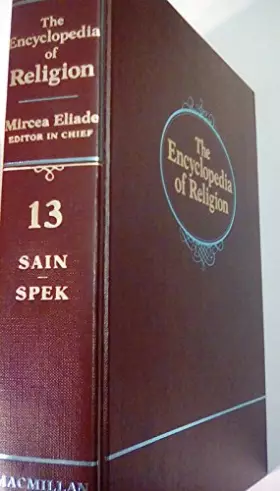 The
Encyclopedia
of
Religion
Mircea Eliade
EDITOR IN CHIEF
13
SAIN
SPEK
MACMILLAN
The
Encyclopedia
of Religion